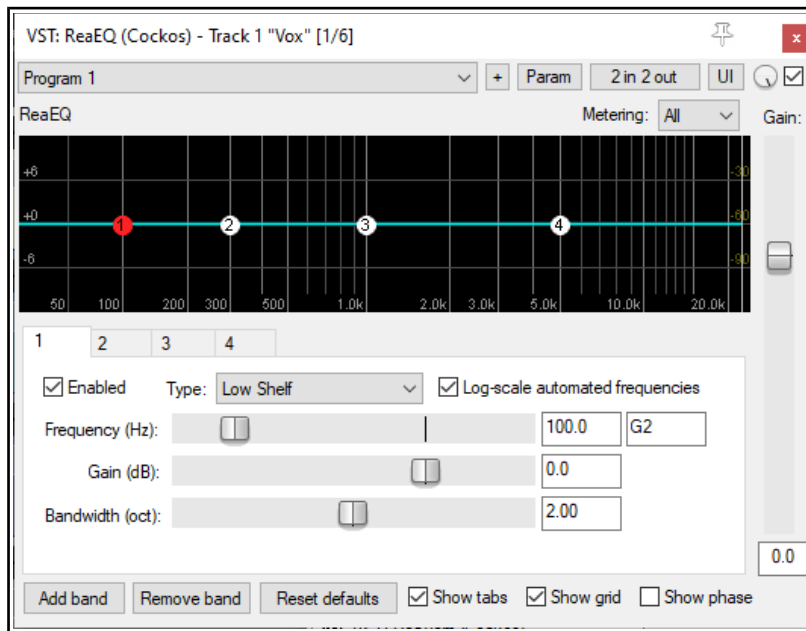 VST: ReaEQ (Cockos) - Track 1 "Vox" [1/6]
x
Program 1 + Param 2 in 2 out UI
ReaEQ Metering: All Gain:
+6 -30
+0 1 2 3 4 -60
-6 -90
50 100 200 300 500 1.0k 2.0k 3.0k 5.0k 10.0k 20.0k
1 2 3 4
Enabled Type: Low Shelf Log-scale automated frequencies
Frequency (Hz): 100.0 G2
Gain (dB): 0.0
Bandwidth (oct): 2.00
0.0
Add band Remove band Reset defaults Show tabs Show grid Show phase